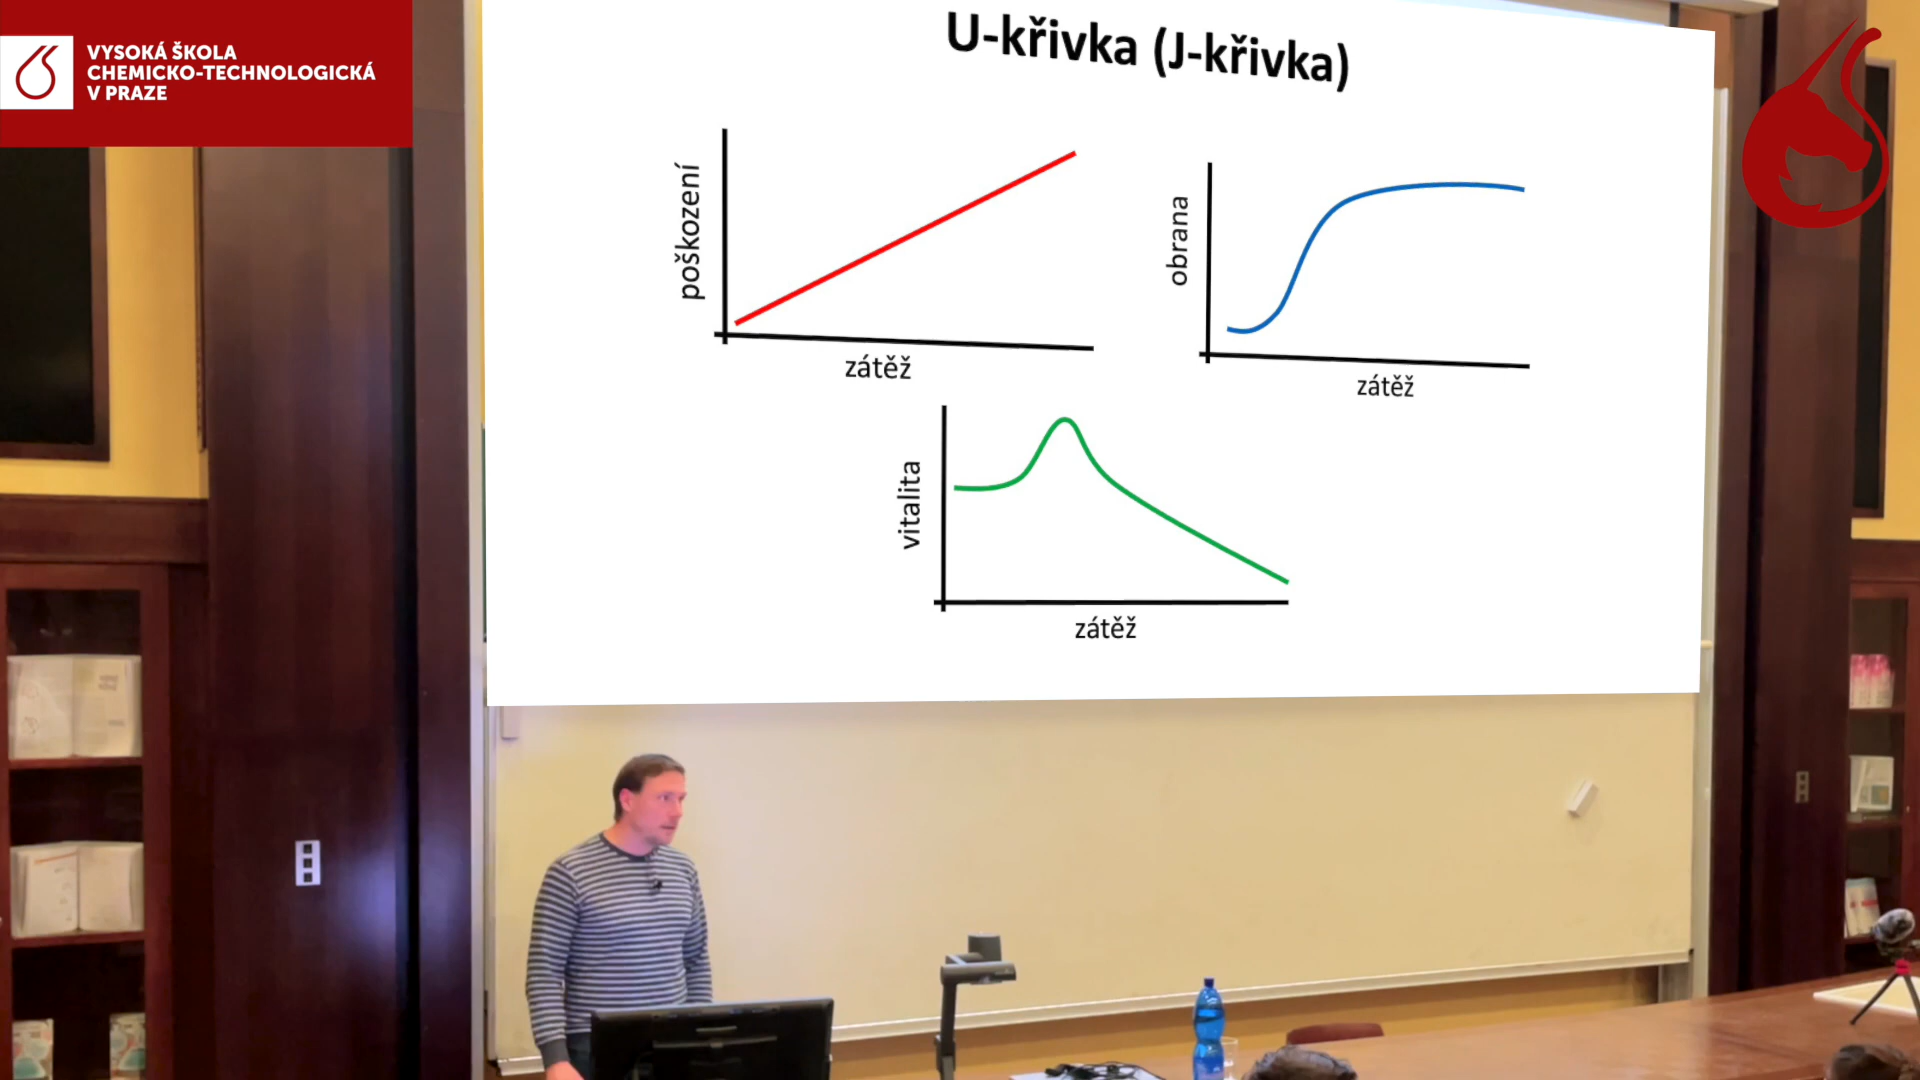 VYSOKÁ ŠKOLA
CHEMICKO-TECHNOLOGICKÁ
V PRAZE
U-křivka (J-křivka)
poškození
zátěž
obrana
zátěž
vitalita
zátěž